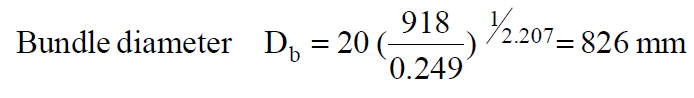 Bundle diameter D_b = 20 (918/0.249)^{1/2.207} = 826 mm